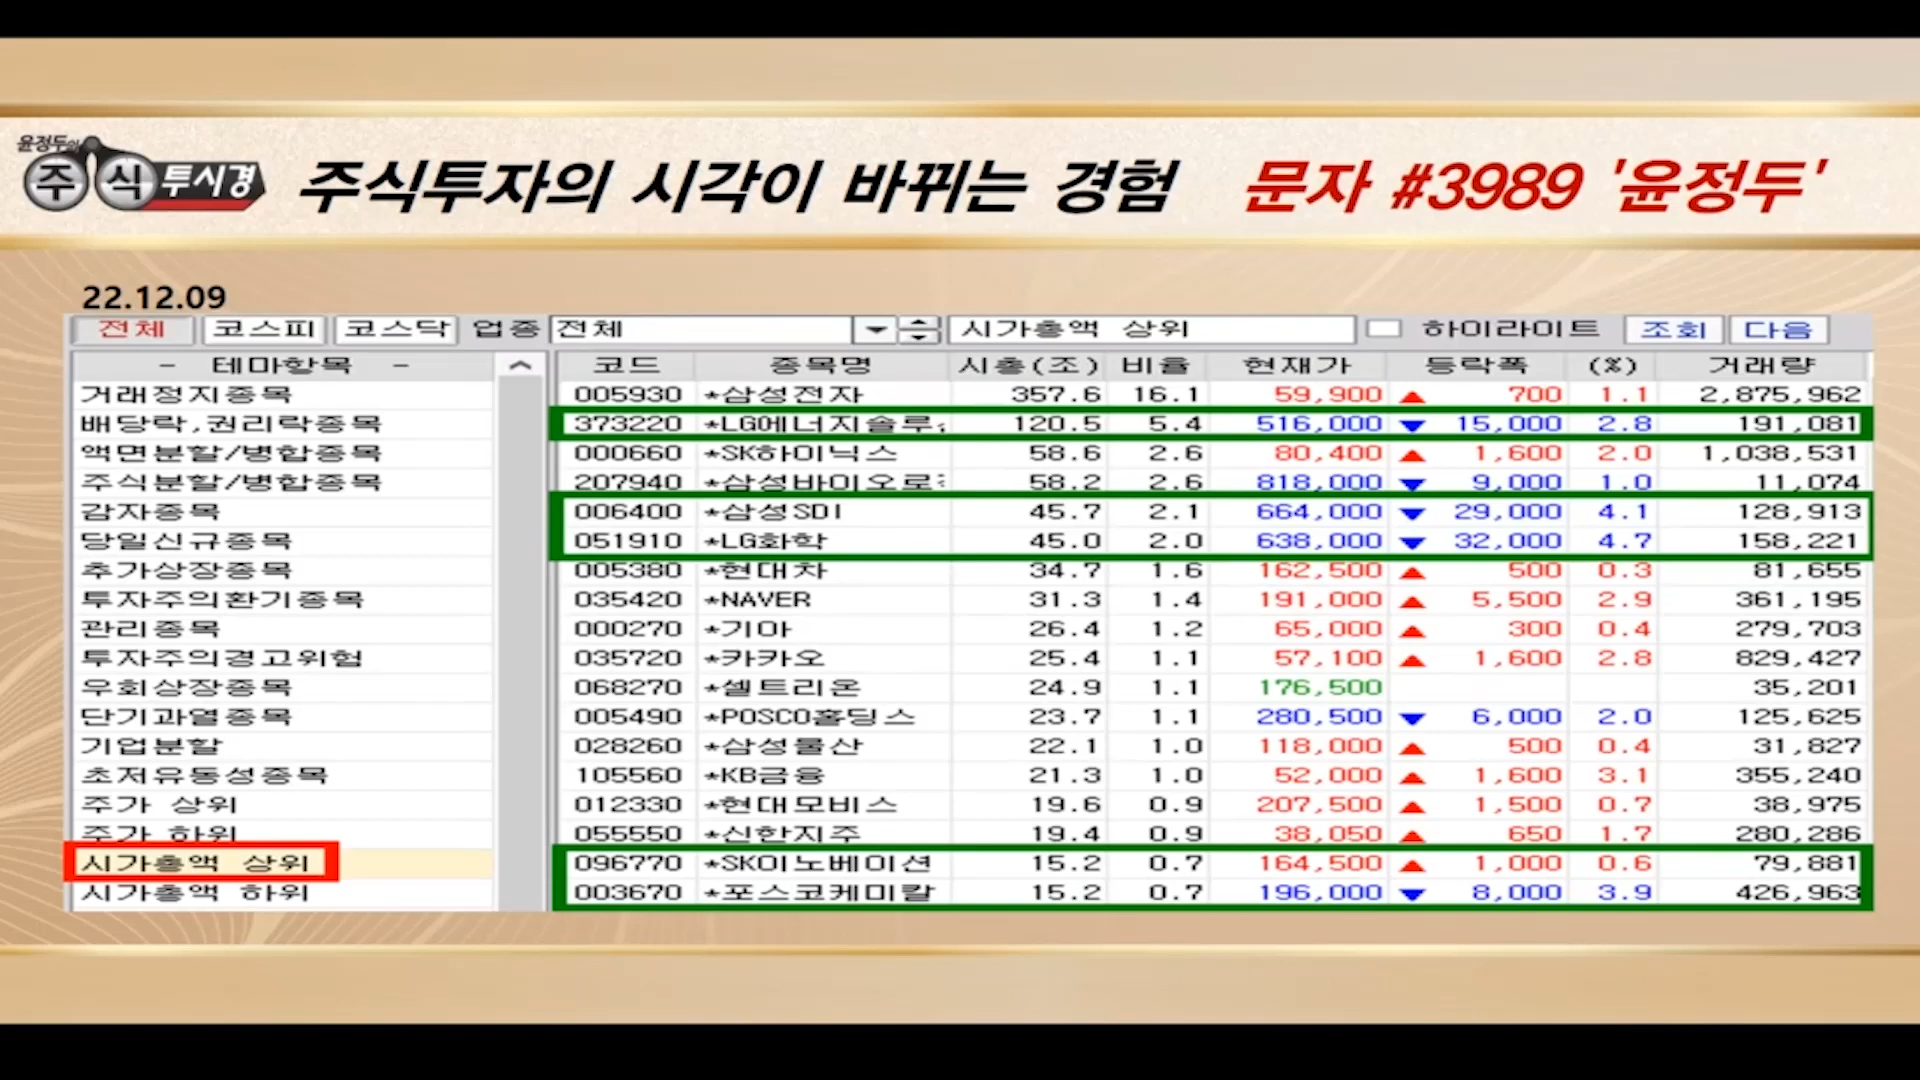 윤정두의
주식투시경
주식투자의 시각이 바뀌는 경험 문자 #3989 '윤정두'
22.12.09
전체 코스피 코스닥 업종 전체 시가총액 상위 하이라이트 조회 다음
- 테마항목 -
거래정지종목
배당락,권리락종목
액면분할/병합종목
주식분할/병합종목
감자종목
당일신규종목
추가상장종목
투자주의환기종목
관리종목
투자주의경고위험
우회상장종목
단기과열종목
기업분할
초저유동성종목
주가 상위
주가 하위
시가총액 상위
시가총액 하위
코드 종목명 시총(조) 비율 현재가 등락폭 (%) 거래량
005930 *삼성전자 357.6 16.1 59,900 ▲ 700 1.1 2,875,962
373220 *LG에너지솔루 120.5 5.4 516,000 ▼ 15,000 2.8 191,081
000660 *SK하이닉스 58.6 2.6 80,400 ▲ 1,600 2.0 1,038,531
207940 *삼성바이오로 58.2 2.6 818,000 ▼ 9,000 1.0 11,074
006400 *삼성SDI 45.7 2.1 664,000 ▼ 29,000 4.1 128,913
051910 *LG화학 45.0 2.0 638,000 ▼ 32,000 4.7 158,221
005380 *현대차 34.7 1.6 162,500 ▲ 500 0.3 81,655
035420 *NAVER 31.3 1.4 191,000 ▲ 5,500 2.9 361,195
000270 *기아 26.4 1.2 65,000 ▲ 300 0.4 279,703
035720 *카카오 25.4 1.1 57,100 ▲ 1,600 2.8 829,427
068270 *셀트리온 24.9 1.1 176,500 35,201
005490 *POSCO홀딩스 23.7 1.1 280,500 ▼ 6,000 2.0 125,625
028260 *삼성물산 22.1 1.0 118,000 ▲ 500 0.4 31,827
105560 *KB금융 21.3 1.0 52,000 ▲ 1,600 3.1 355,240
012330 *현대모비스 19.6 0.9 207,500 ▲ 1,500 0.7 38,975
055550 *신한지주 19.4 0.9 38,050 ▲ 650 1.7 280,286
096770 *SK이노베이션 15.2 0.7 164,500 ▲ 1,000 0.6 79,881
003670 *포스코케미칼 15.2 0.7 196,000 ▼ 8,000 3.9 426,963